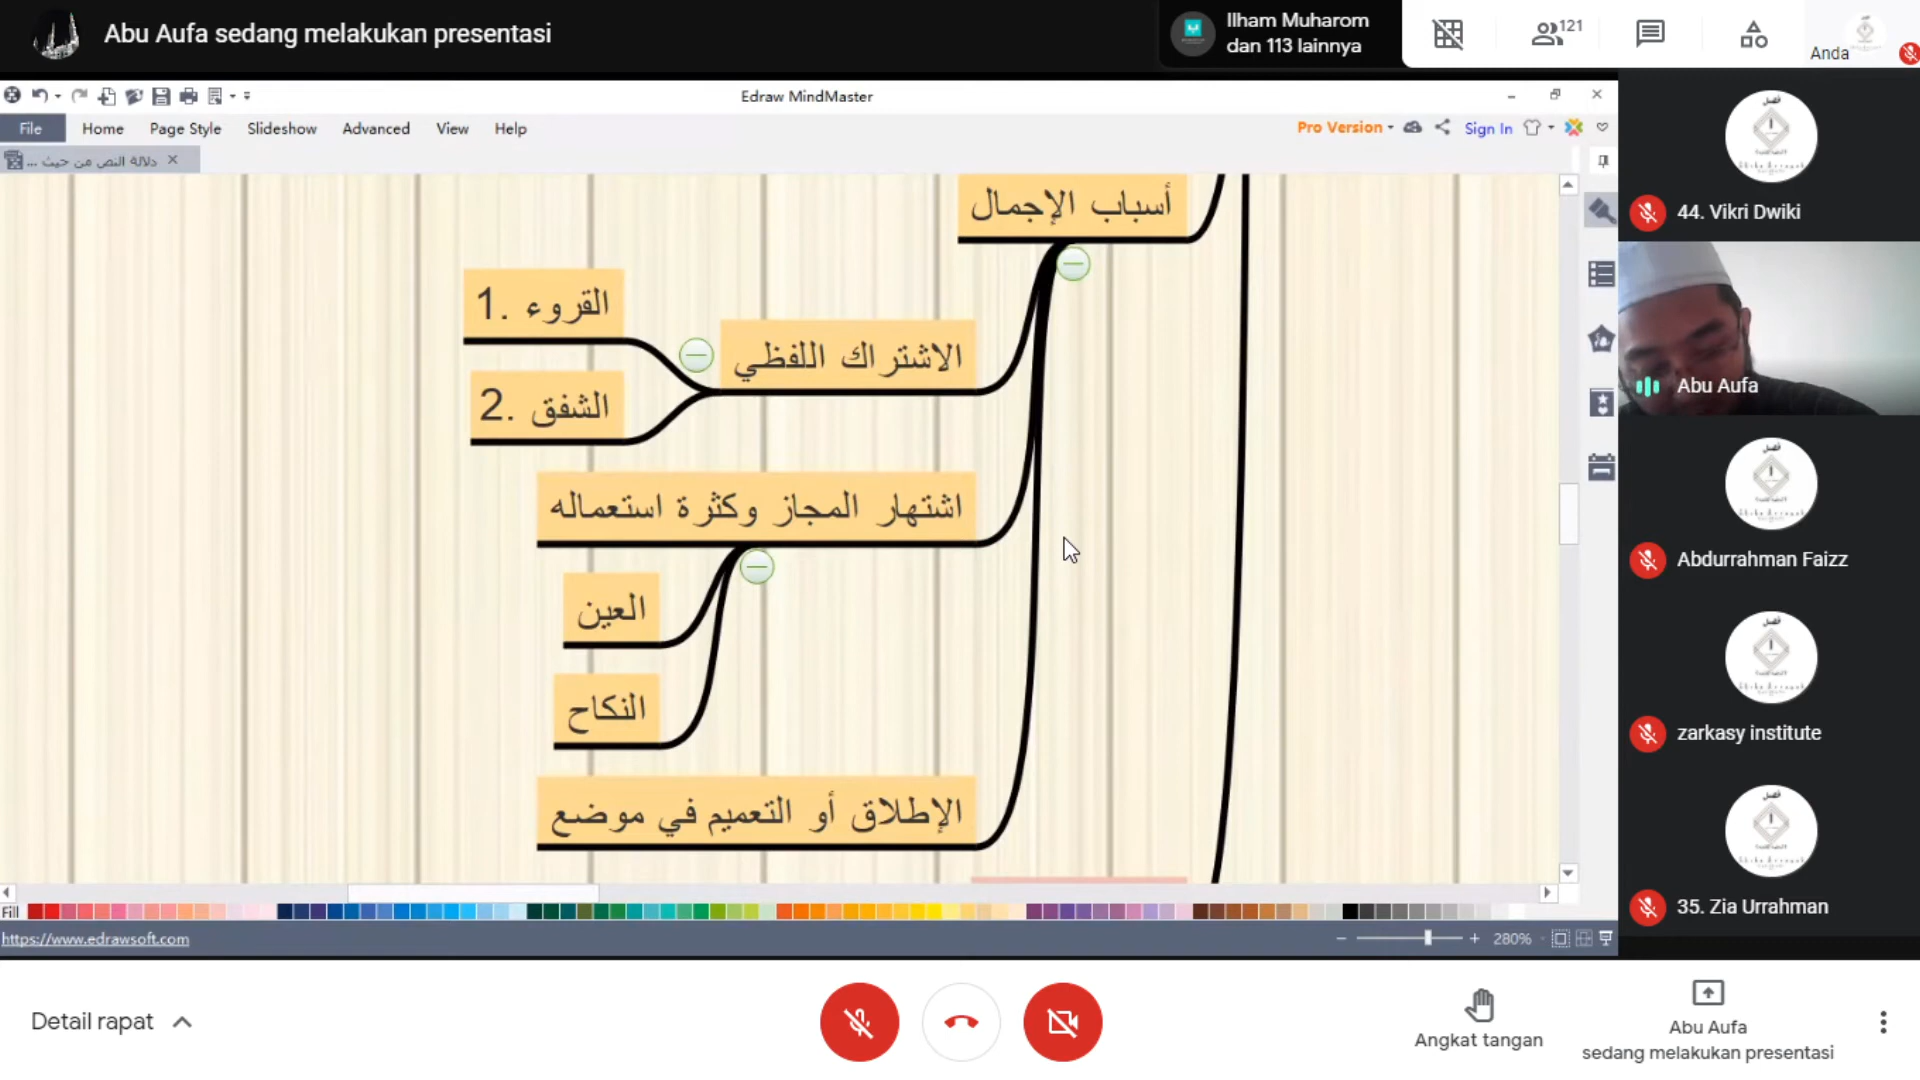 Abu Aufa sedang melakukan presentasi
Ilham Muharom
dan 113 lainnya
121
Anda
Edraw MindMaster
File
Home
Page Style
Slideshow
Advanced
View
Help
Pro Version
Sign In
دلالة النص من حيث ...
أسباب الإجمال
الاشتراك اللفظي
1. القروء
2. الشفق
اشتهار المجاز وكثرة استعماله
العين
النكاح
الإطلاق أو التعميم في موضع
Fill
https://www.edrawsoft.com
280%
فصل
44. Vikri Dwiki
Abu Aufa
فصل
Abdurrahman Faizz
فصل
zarkasy institute
فصل
35. Zia Urrahman
Detail rapat
Angkat tangan
Abu Aufa
sedang melakukan presentasi